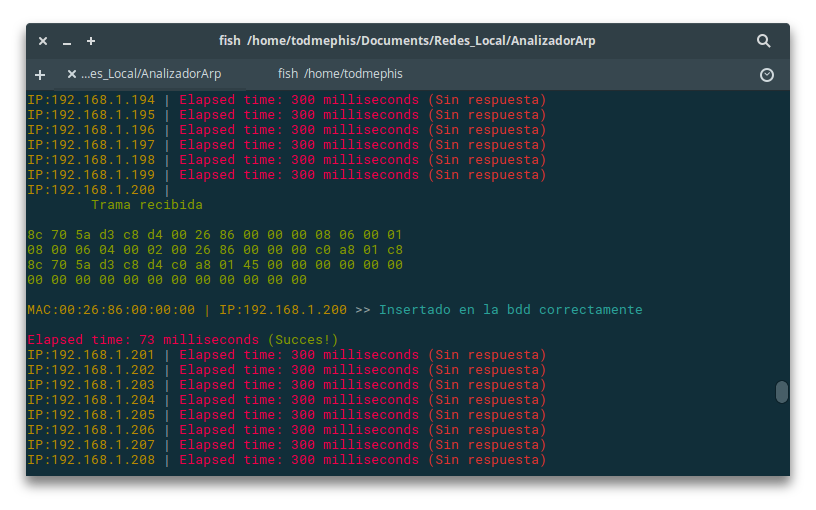 fish /home/todmephis/Documents/Redes_Local/AnalizadorArp
...es_Local/AnalizadorArp
fish /home/todmephis
IP:192.168.1.194 | Elapsed time: 300 milliseconds (Sin respuesta)
IP:192.168.1.195 | Elapsed time: 300 milliseconds (Sin respuesta)
IP:192.168.1.196 | Elapsed time: 300 milliseconds (Sin respuesta)
IP:192.168.1.197 | Elapsed time: 300 milliseconds (Sin respuesta)
IP:192.168.1.198 | Elapsed time: 300 milliseconds (Sin respuesta)
IP:192.168.1.199 | Elapsed time: 300 milliseconds (Sin respuesta)
IP:192.168.1.200 |
Trama recibida
8c 70 5a d3 c8 d4 00 26 86 00 00 00 08 06 00 01
08 00 06 04 00 02 00 26 86 00 00 00 c0 a8 01 c8
8c 70 5a d3 c8 d4 c0 a8 01 45 00 00 00 00 00 00
00 00 00 00 00 00 00 00 00 00 00 00
MAC:00:26:86:00:00:00 | IP:192.168.1.200 >> Insertado en la bdd correctamente
Elapsed time: 73 milliseconds (Succes!)
IP:192.168.1.201 | Elapsed time: 300 milliseconds (Sin respuesta)
IP:192.168.1.202 | Elapsed time: 300 milliseconds (Sin respuesta)
IP:192.168.1.203 | Elapsed time: 300 milliseconds (Sin respuesta)
IP:192.168.1.204 | Elapsed time: 300 milliseconds (Sin respuesta)
IP:192.168.1.205 | Elapsed time: 300 milliseconds (Sin respuesta)
IP:192.168.1.206 | Elapsed time: 300 milliseconds (Sin respuesta)
IP:192.168.1.207 | Elapsed time: 300 milliseconds (Sin respuesta)
IP:192.168.1.208 | Elapsed time: 300 milliseconds (Sin respuesta)